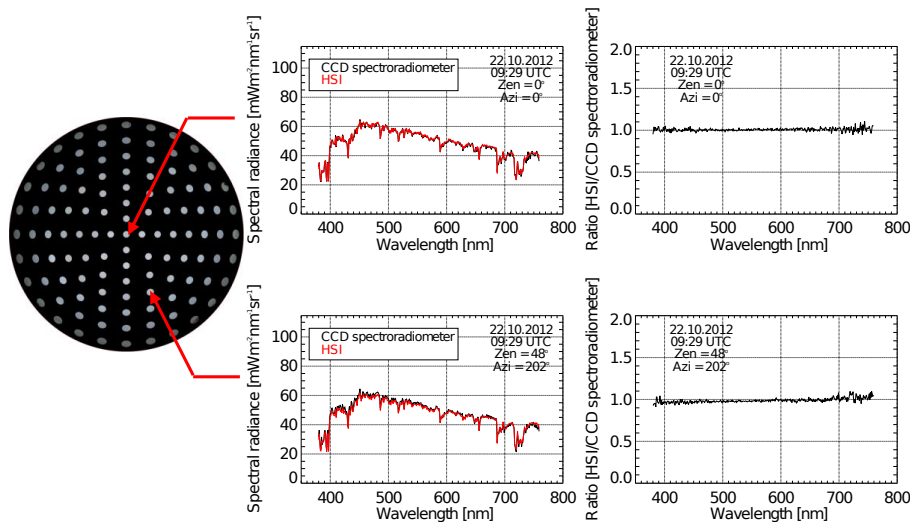 Spectral radiance [mWm⁻²nm⁻¹sr⁻¹]
100
80
60
40
20
0
CCD spectroradiometer
HSI
22.10.2012
09:29 UTC
Zen = 0°
Azi = 0°
400 500 600 700 800
Wavelength [nm]
Ratio [HSI/CCD spectroradiometer]
2.0
1.5
1.0
0.5
0.0
22.10.2012
09:29 UTC
Zen = 0°
Azi = 0°
400 500 600 700 800
Wavelength [nm]
Spectral radiance [mWm⁻²nm⁻¹sr⁻¹]
100
80
60
40
20
0
CCD spectroradiometer
HSI
22.10.2012
09:29 UTC
Zen = 48°
Azi = 202°
400 500 600 700 800
Wavelength [nm]
Ratio [HSI/CCD spectroradiometer]
2.0
1.5
1.0
0.5
0.0
22.10.2012
09:29 UTC
Zen = 48°
Azi = 202°
400 500 600 700 800
Wavelength [nm]